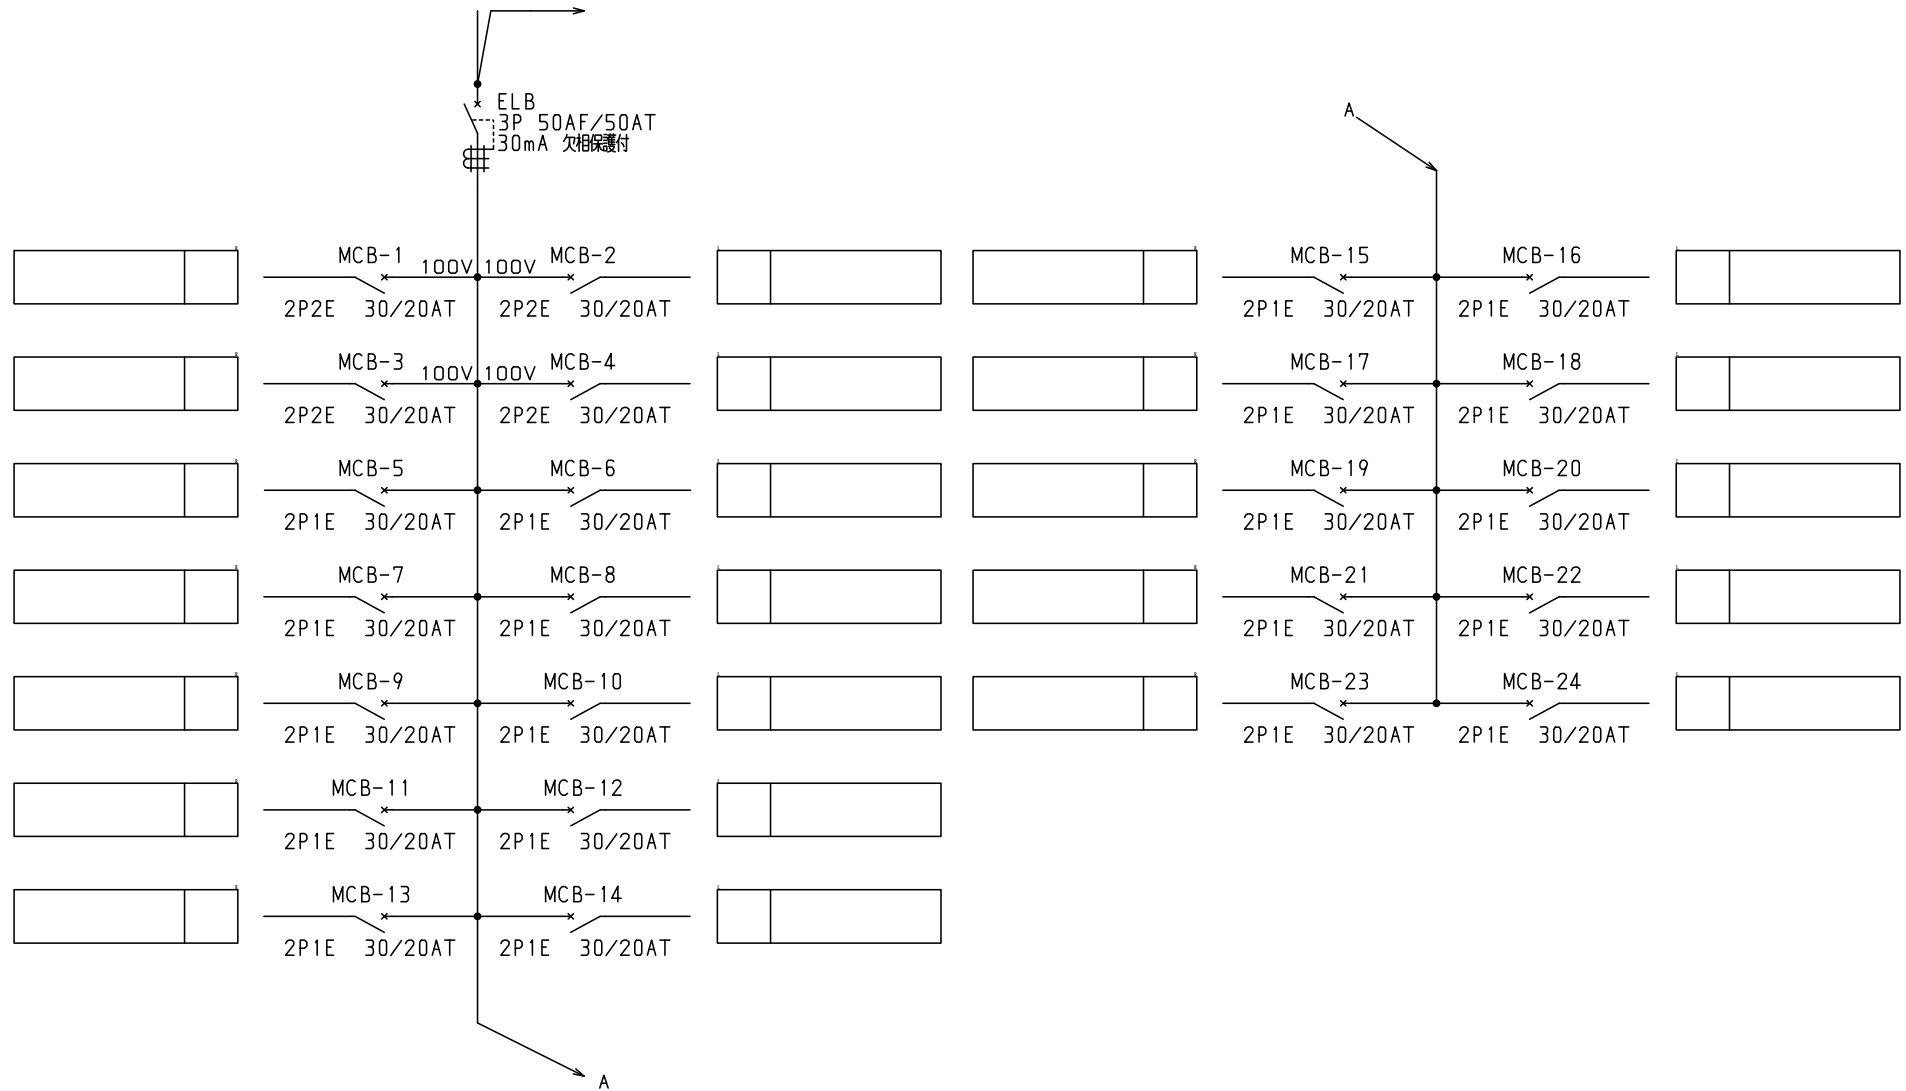 ELB
3P 50AF/50AT
30mA 欠相保護付
MCB-1 100V 100V MCB-2
2P2E 30/20AT 2P2E 30/20AT
MCB-3 100V 100V MCB-4
2P2E 30/20AT 2P2E 30/20AT
MCB-5 MCB-6
2P1E 30/20AT 2P1E 30/20AT
MCB-7 MCB-8
2P1E 30/20AT 2P1E 30/20AT
MCB-9 MCB-10
2P1E 30/20AT 2P1E 30/20AT
MCB-11 MCB-12
2P1E 30/20AT 2P1E 30/20AT
MCB-13 MCB-14
2P1E 30/20AT 2P1E 30/20AT
A
A
MCB-15 MCB-16
2P1E 30/20AT 2P1E 30/20AT
MCB-17 MCB-18
2P1E 30/20AT 2P1E 30/20AT
MCB-19 MCB-20
2P1E 30/20AT 2P1E 30/20AT
MCB-21 MCB-22
2P1E 30/20AT 2P1E 30/20AT
MCB-23 MCB-24
2P1E 30/20AT 2P1E 30/20AT